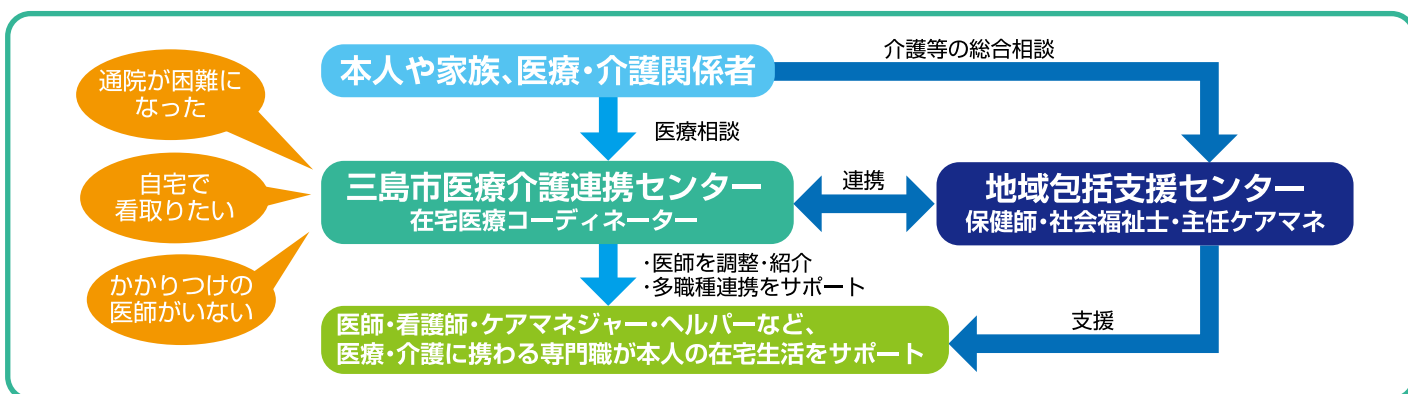 本人や家族、医療・介護関係者
介護等の総合相談
通院が困難に
なった
医療相談
自宅で
看取りたい
三島市医療介護連携センター
在宅医療コーディネーター
連携
地域包括支援センター
保健師・社会福祉士・主任ケアマネ
かかりつけの
医師がいない
・医師を調整・紹介
・多職種連携をサポート
医師・看護師・ケアマネジャー・ヘルパーなど、
医療・介護に携わる専門職が本人の在宅生活をサポート
支援